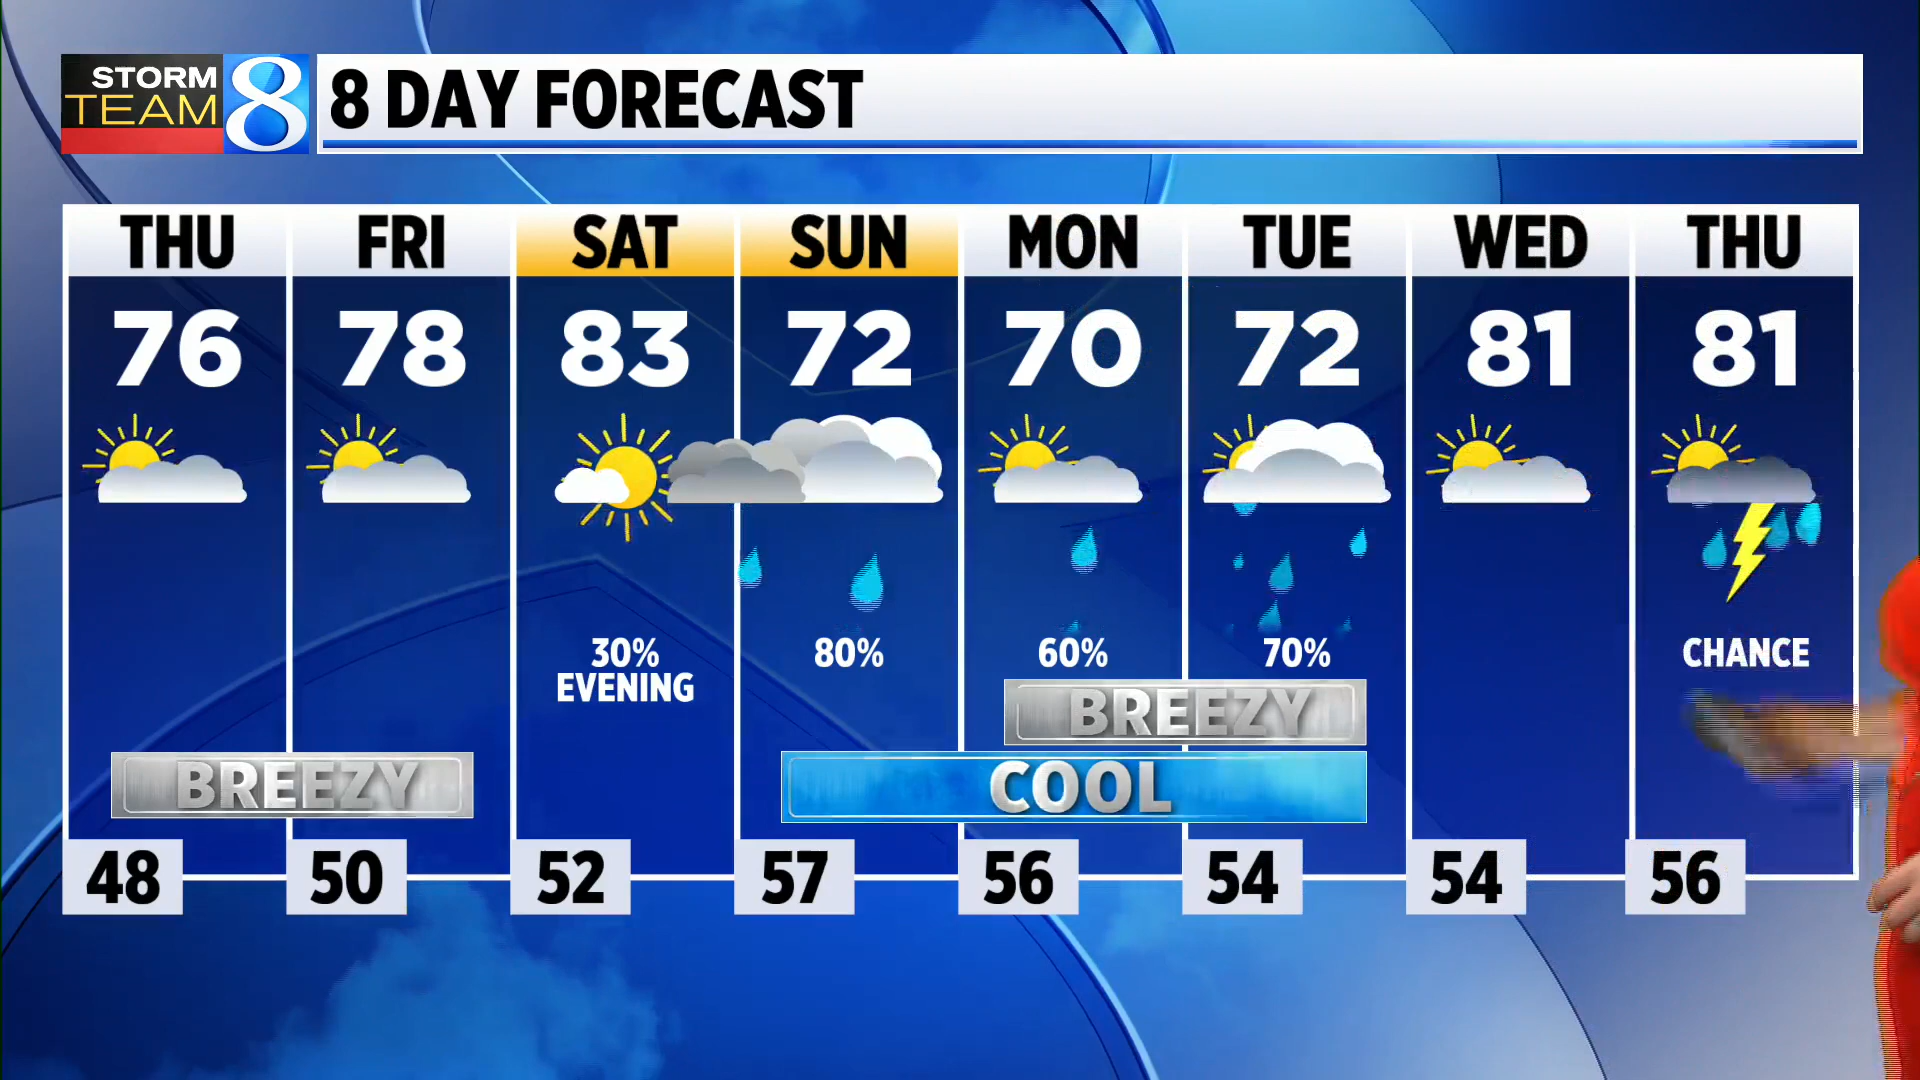 STORM
TEAM 8
8 DAY FORECAST
THU FRI SAT SUN MON TUE WED THU
76 78 83 72 70 72 81 81
30% 80% 60% 70% CHANCE
EVENING
BREEZY
BREEZY COOL
48 50 52 57 56 54 54 56